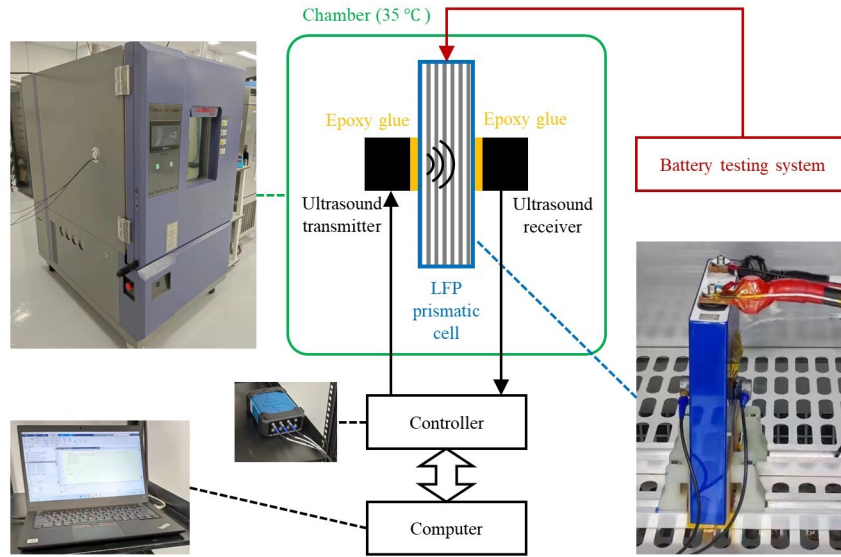 Chamber (35 ℃ )
Epoxy glue
Epoxy glue
Battery testing system
Ultrasound
transmitter
Ultrasound
receiver
LFP
prismatic
cell
Controller
Computer